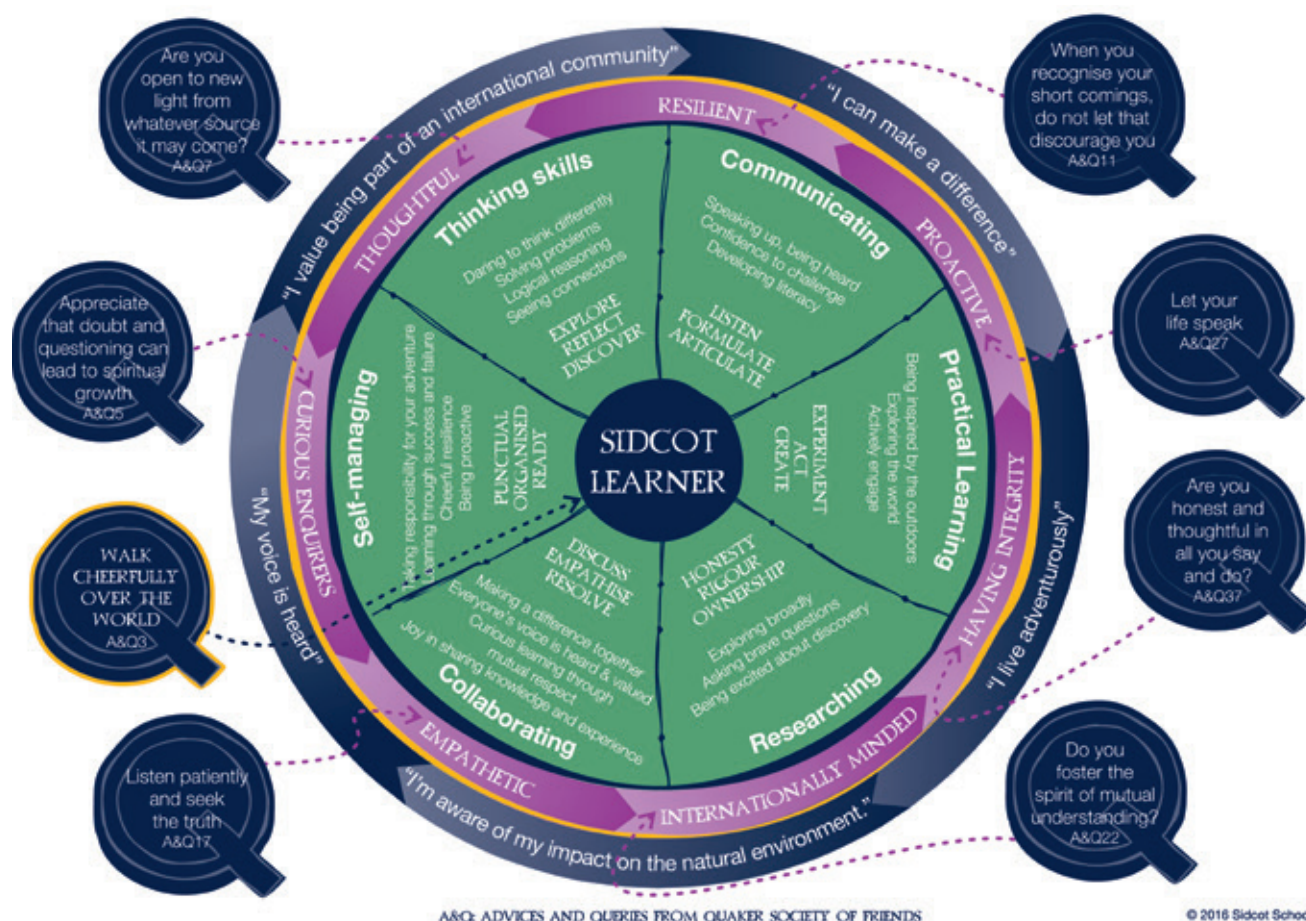 Are you
open to new
light from
whatever source
it may come?
A&Q7
Appreciate
that doubt and
questioning can
lead to spiritual
growth
A&Q5
WALK
CHEERFULLY
OVER THE
WORLD
A&Q3
Listen patiently
and seek
the truth
A&Q17
When you
recognise your
short comings,
do not let that
discourage you
A&Q11
Let your
life speak
A&Q27
Are you
honest and
thoughtful in
all you say
and do?
A&Q37
Do you
foster the
spirit of mutual
understanding?
A&Q22
"I value being part of an international community"
"I can make a difference"
"I live adventurously"
"I'm aware of my impact on the natural environment."
"My voice is heard"
RESILIENT
PROACTIVE
HAVING INTEGRITY
INTERNATIONALLY MINDED
EMPATHETIC
CURIOUS ENQUIRERS
THOUGHTFUL
Thinking skills
Daring to think differently
Solving problems
Logical reasoning
Seeing connections
EXPLORE
REFLECT
DISCOVER
Communicating
Speaking up, being heard
Confidence to challenge
Developing literacy
LISTEN
FORMULATE
ARTICULATE
Practical Learning
Being inspired by the outdoors
Exploring the world
Actively engage
EXPERIMENT
ACT
CREATE
HONESTY
RIGOUR
OWNERSHIP
Exploring broadly
Asking brave questions
Being excited about discovery
Researching
DISCUSS
EMPATHISE
RESOLVE
Making a difference together
Everyone's voice is heard & valued
Curious learning through
mutual respect
Joy in sharing knowledge and experience
Collaborating
Self-managing
Taking responsibility for your adventure
Learning through success and failure
Cheerful resilience
Being proactive
PUNCTUAL
ORGANISED
READY
SIDCOT
LEARNER
A&Q: ADVICES AND QUERIES FROM QUAKER SOCIETY OF FRIENDS
© 2016 Sidcot School